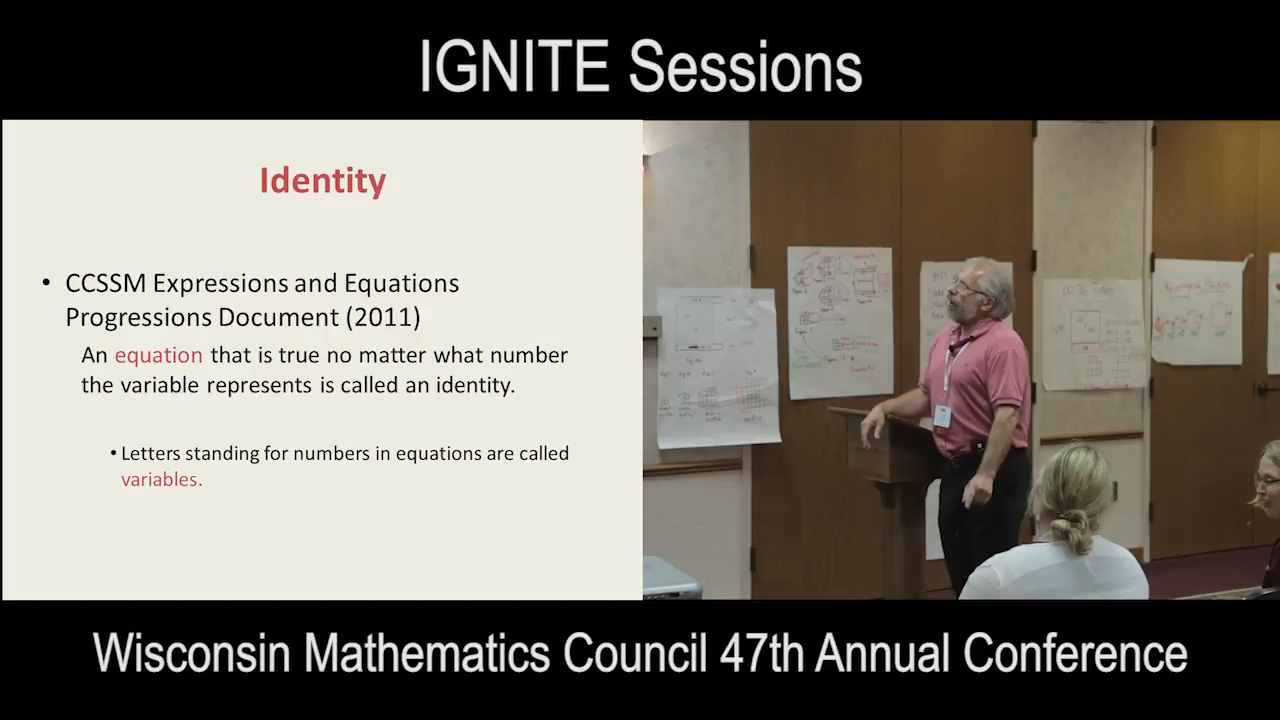 IGNITE Sessions
Identity
• CCSSM Expressions and Equations
Progressions Document (2011)
An equation that is true no matter what number
the variable represents is called an identity.
• Letters standing for numbers in equations are called
variables.
Wisconsin Mathematics Council 47th Annual Conference